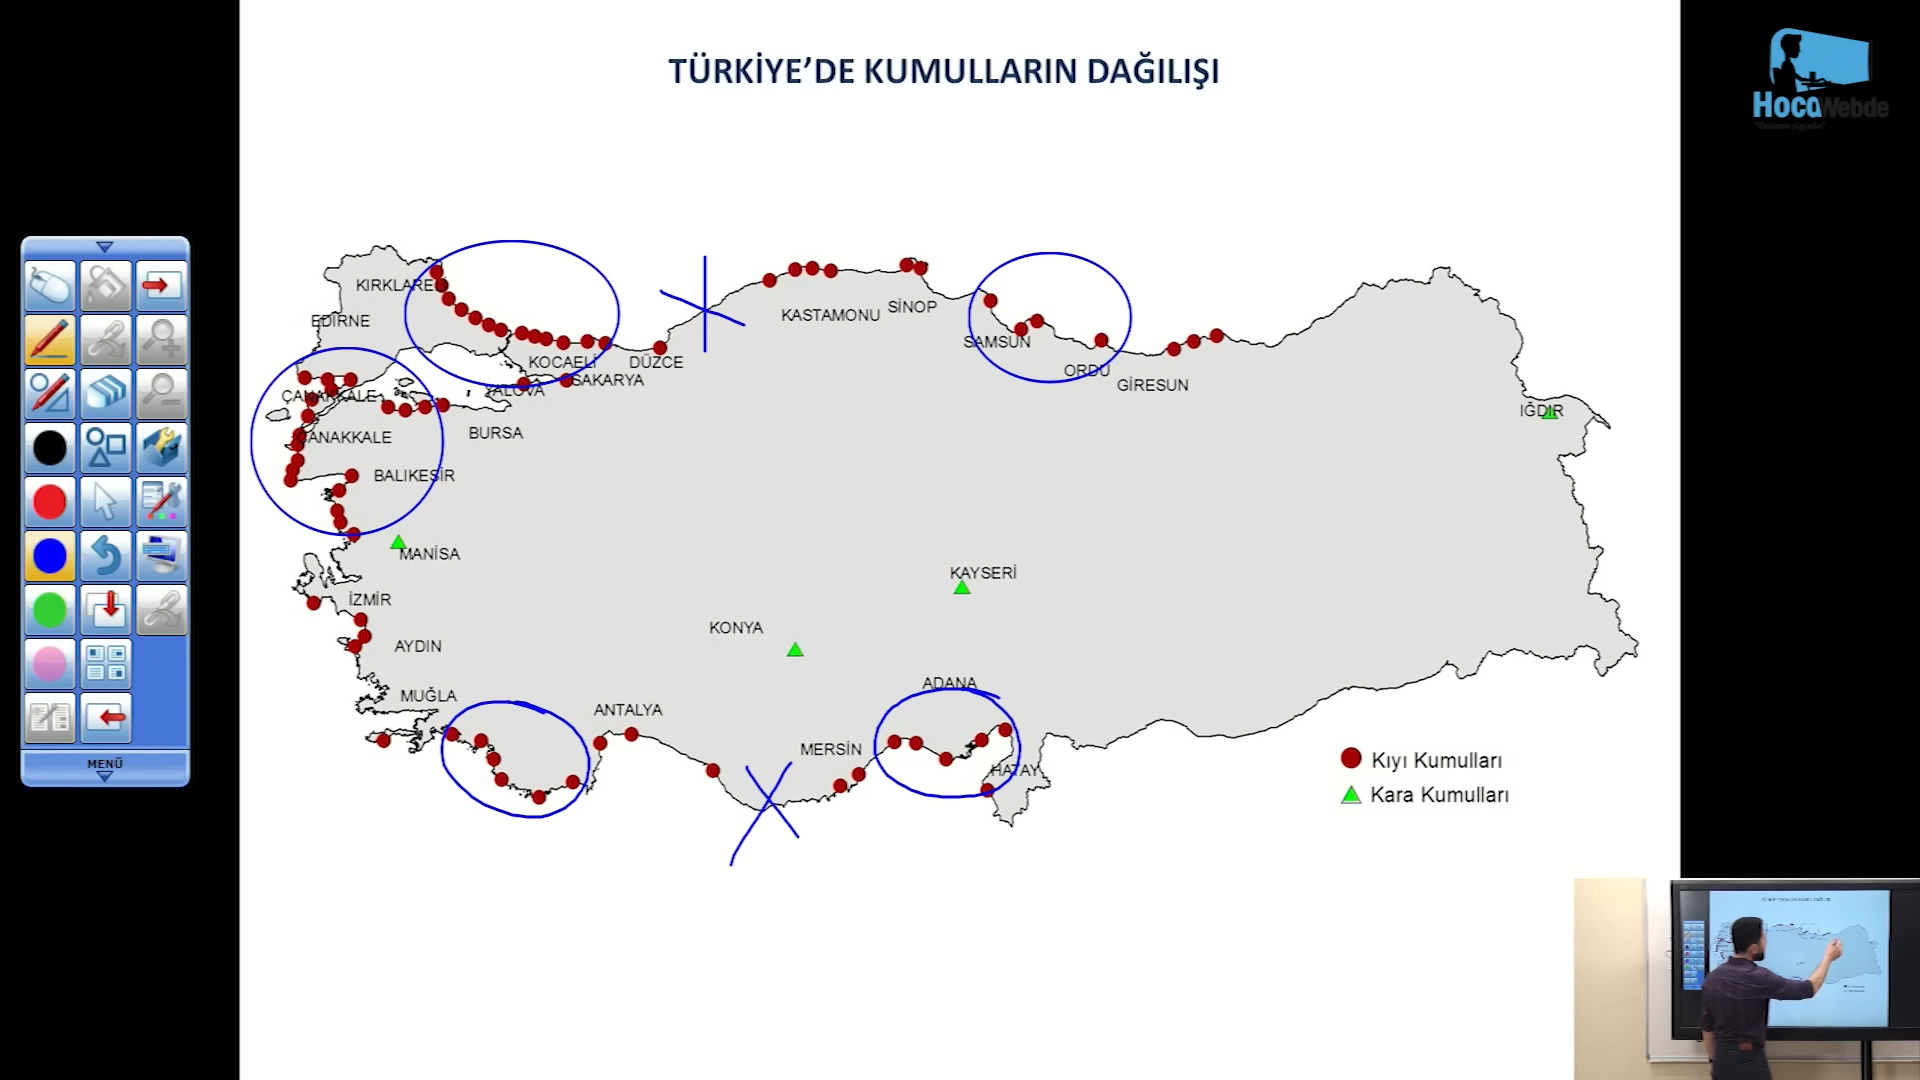 TÜRKİYE'DE KUMULLARIN DAĞILIŞI
HocaWebde
KIRKLARELİ
EDİRNE
KOCAELİ
DÜZCE
SAKARYA
YALOVA
ÇANAKKALE
ÇANAKKALE
BURSA
BALIKESİR
KASTAMONU
SİNOP
SAMSUN
ORDU
GİRESUN
IĞDIR
MANİSA
İZMİR
AYDIN
MUĞLA
ANTALYA
KONYA
KAYSERİ
ADANA
MERSİN
HATAY
Kıyı Kumulları
Kara Kumulları
MENÜ